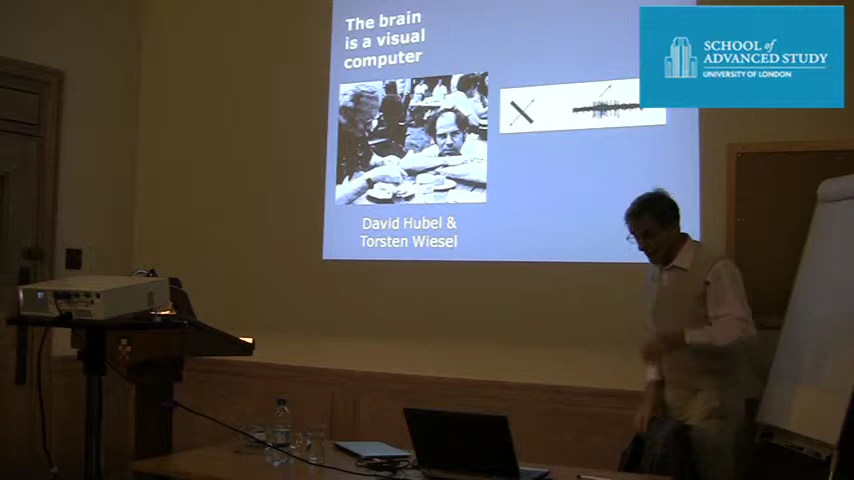 The brain
is a visual
computer
David Hubel &
Torsten Wiesel
SCHOOL of
ADVANCED STUDY
UNIVERSITY OF LONDON